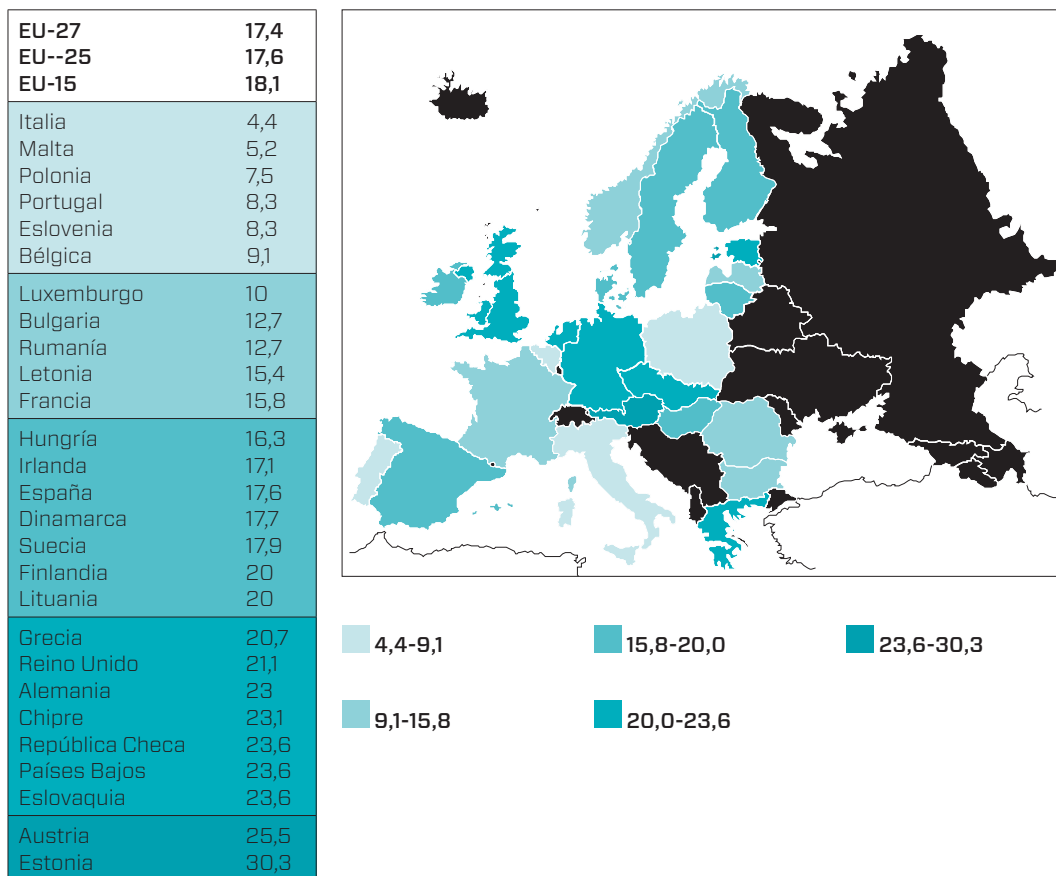 EU-27 17,4
EU--25 17,6
EU-15 18,1
Italia 4,4
Malta 5,2
Polonia 7,5
Portugal 8,3
Eslovenia 8,3
Bélgica 9,1
Luxemburgo 10
Bulgaria 12,7
Rumanía 12,7
Letonia 15,4
Francia 15,8
Hungría 16,3
Irlanda 17,1
España 17,6
Dinamarca 17,7
Suecia 17,9
Finlandia 20
Lituania 20
Grecia 20,7
Reino Unido 21,1
Alemania 23
Chipre 23,1
República Checa 23,6
Países Bajos 23,6
Eslovaquia 23,6
Austria 25,5
Estonia 30,3
4,4-9,1
15,8-20,0
23,6-30,3
9,1-15,8
20,0-23,6